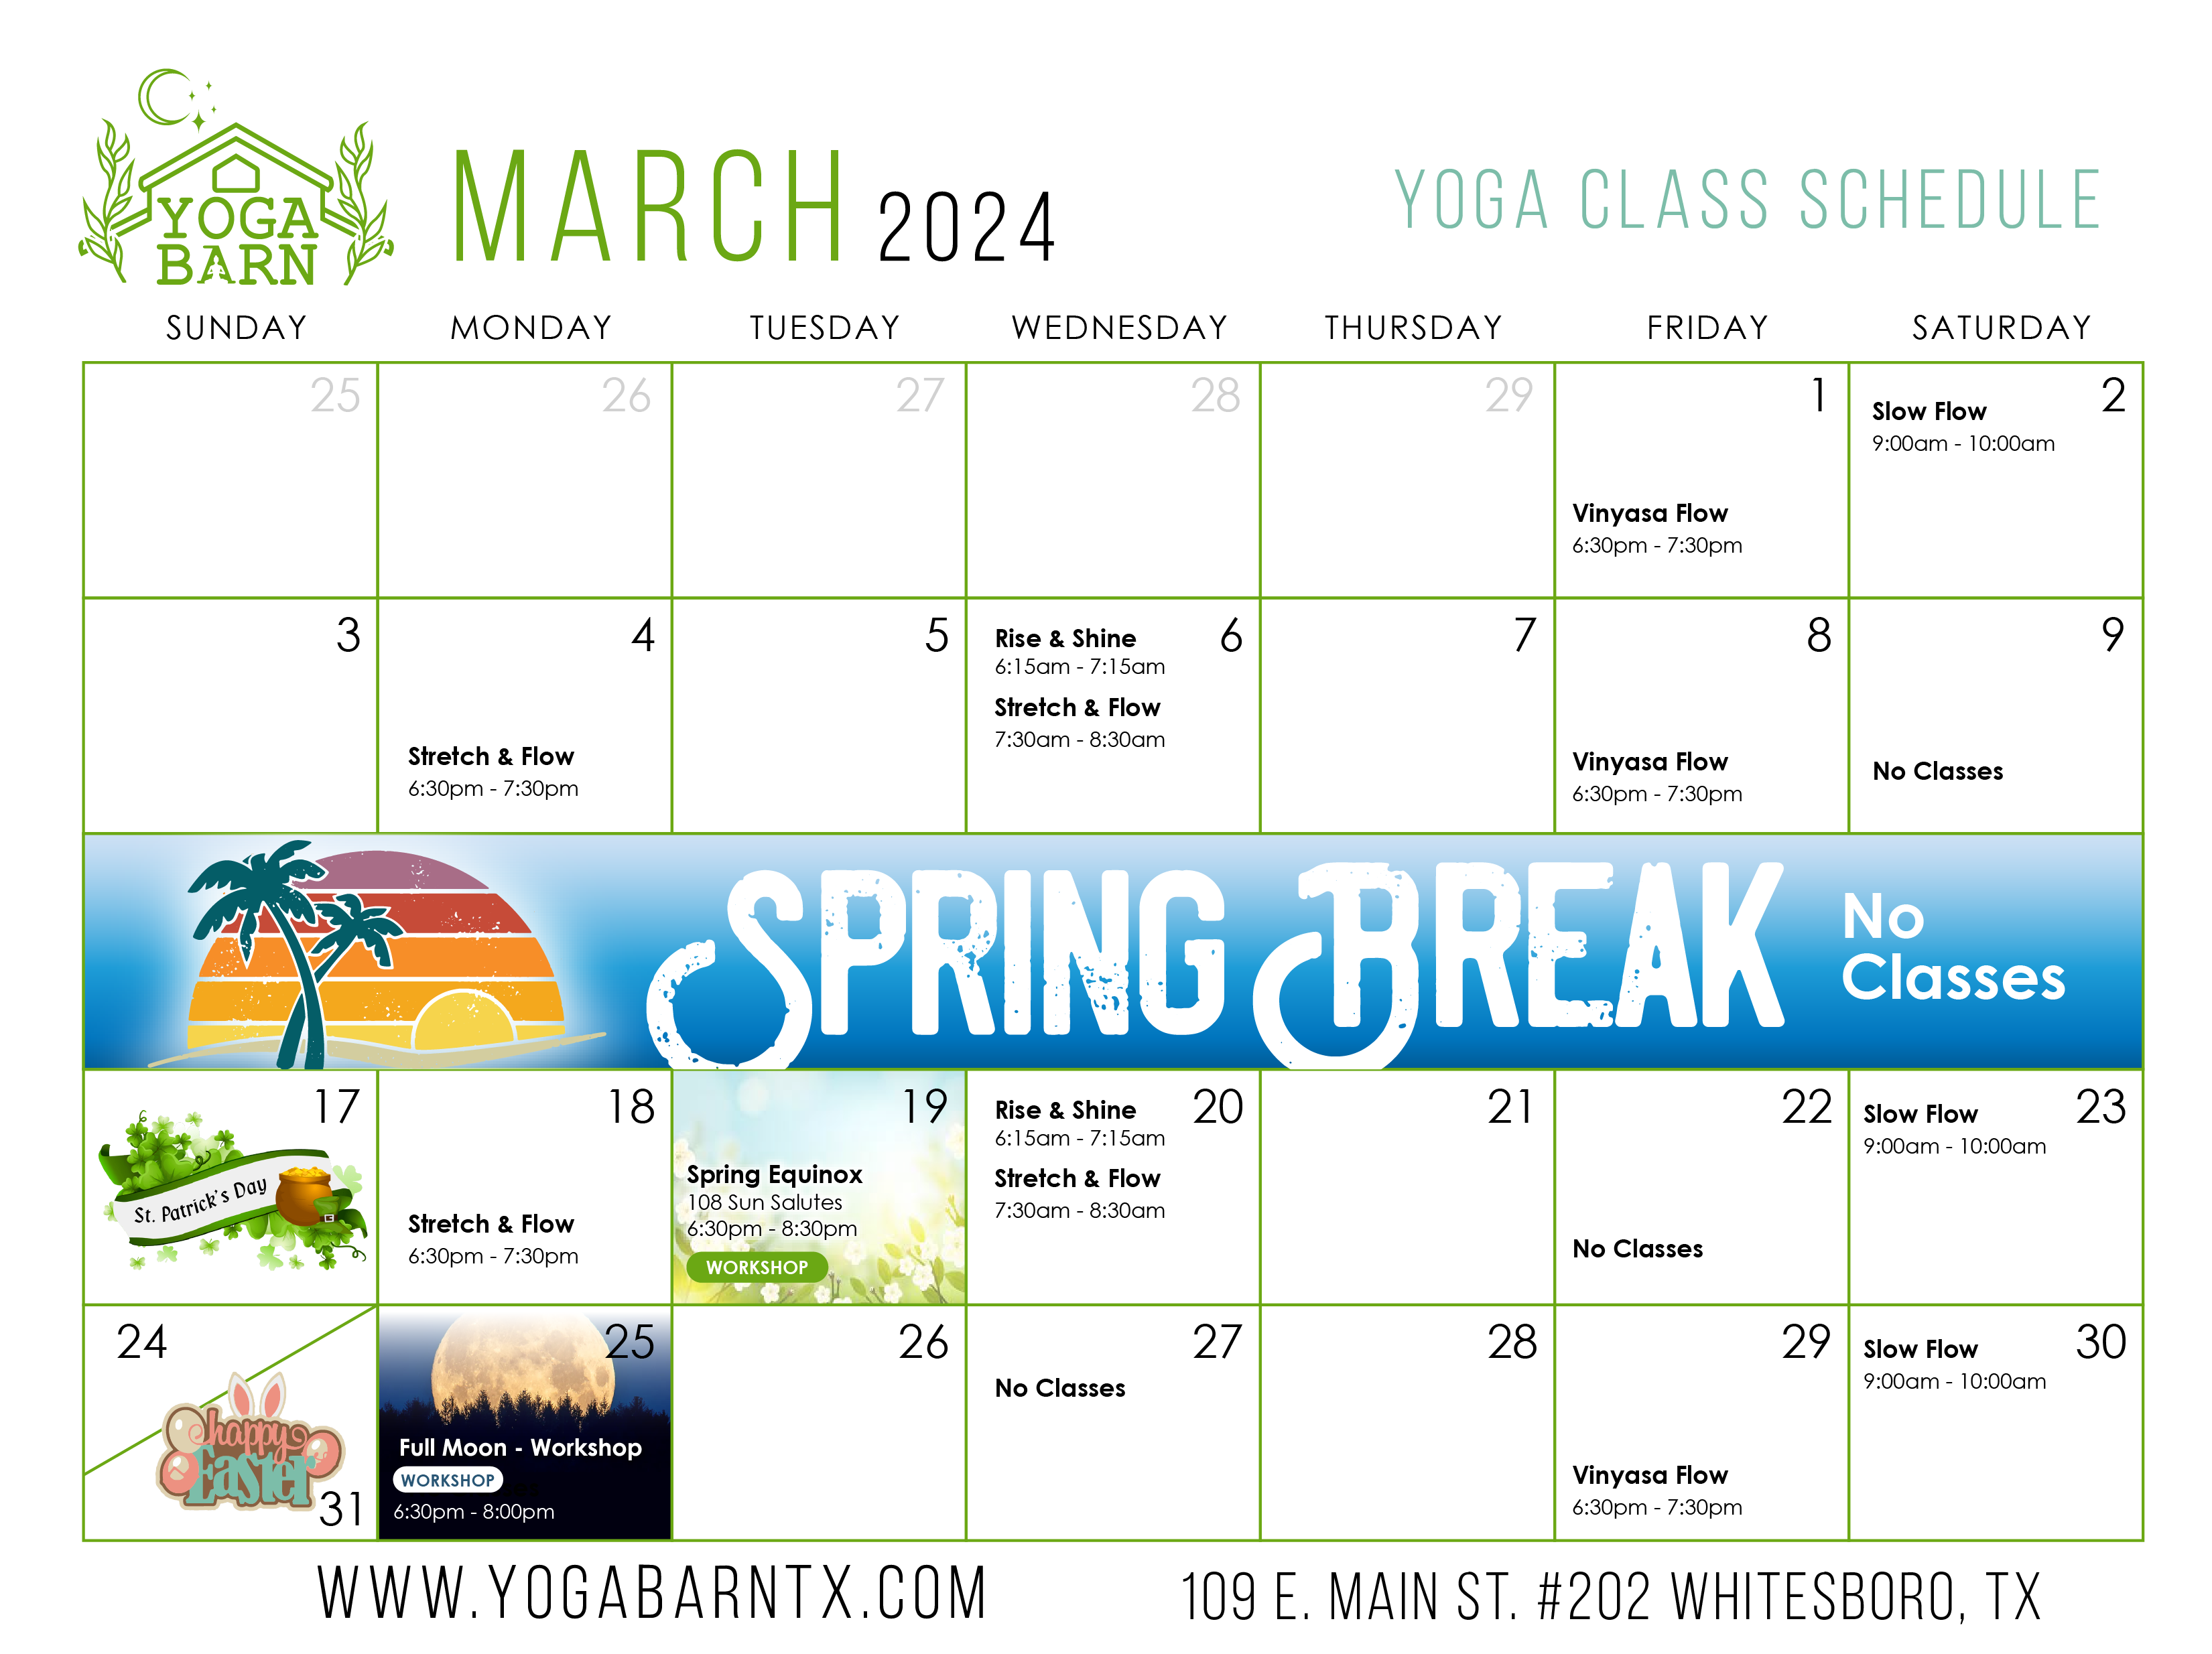 YOGA
BARN
MARCH 2024
YOGA CLASS SCHEDULE
SUNDAY MONDAY TUESDAY WEDNESDAY THURSDAY FRIDAY SATURDAY
25
26
27
28
29
1
Vinyasa Flow
6:30pm - 7:30pm
2
Slow Flow
9:00am - 10:00am
3
4
Stretch & Flow
6:30pm - 7:30pm
5
6
Rise & Shine
6:15am - 7:15am
Stretch & Flow
7:30am - 8:30am
7
8
Vinyasa Flow
6:30pm - 7:30pm
9
No Classes
SPRING BREAK
No
Classes
17
St. Patrick's Day
18
Stretch & Flow
6:30pm - 7:30pm
19
Spring Equinox
108 Sun Salutes
6:30pm - 8:30pm
WORKSHOP
20
Rise & Shine
6:15am - 7:15am
Stretch & Flow
7:30am - 8:30am
21
22
No Classes
23
Slow Flow
9:00am - 10:00am
24
happy
Easter
31
25
Full Moon - Workshop
WORKSHOP
6:30pm - 8:00pm
26
27
No Classes
28
29
Vinyasa Flow
6:30pm - 7:30pm
30
Slow Flow
9:00am - 10:00am
WWW.YOGABARNTX.COM
109 E. MAIN ST. #202 WHITESBORO, TX